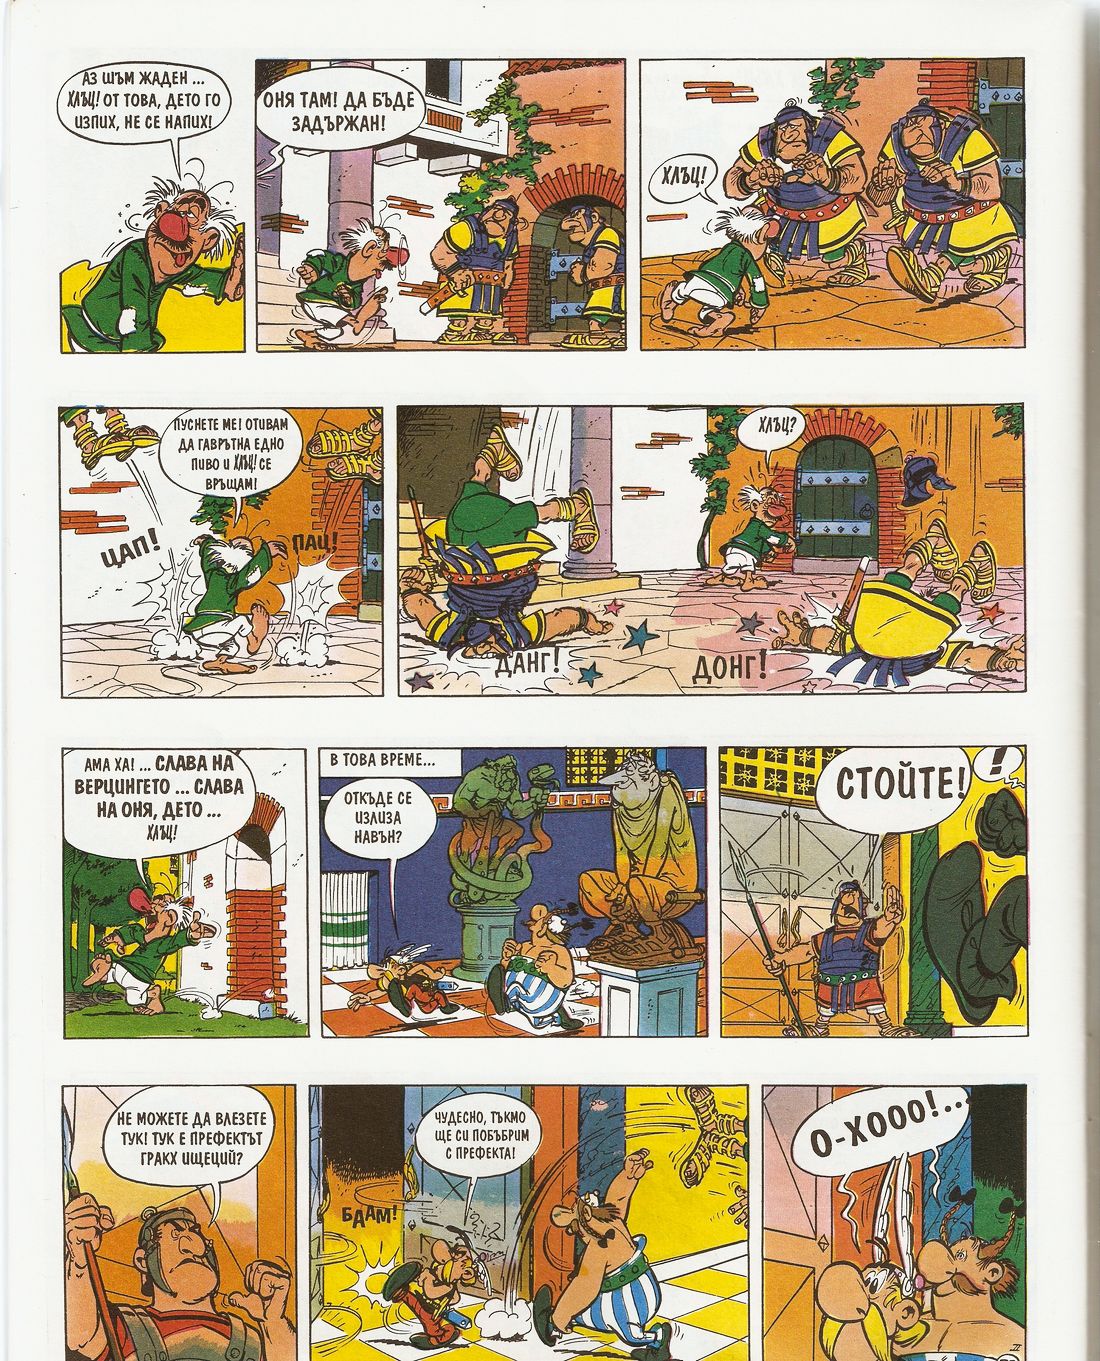 АЗ ШЪМ ЖАДЕН ...
ХЛЪЦ! ОТ ТОВА, ДЕТО ГО
ИЗПИХ, НЕ СЕ НАПИХ!
ОНЯ ТАМ! ДА БЪДЕ
ЗАДЪРЖАН!
ХЛЪЦ!
ПУСНЕТЕ МЕ! ОТИВАМ
ДА ГАВРЪТНА ЕДНО
ПИВО И ХЛЪЦ! СЕ
ВРЪЩАМ!
ЦАП!
ПАЦ!
ХЛЪЦ?
ДАНГ!
ДОНГ!
АМА ХА! ... СЛАВА НА
ВЕРЦИНГЕТО ... СЛАВА
НА ОНЯ, ДЕТО ...
ХЛЪЦ!
В ТОВА ВРЕМЕ...
ОТКЪДЕ СЕ
ИЗЛИЗА
НАВЪН?
СТОЙТЕ!
!
НЕ МОЖЕТЕ ДА ВЛЕЗЕТЕ
ТУК! ТУК Е ПРЕФЕКТЪТ
ГРАКХ ИЩЕЦИЙ?
ЧУДЕСНО, ТЪКМО
ЩЕ СИ ПОБЪБРИМ
С ПРЕФЕКТА!
БААМ!
О-ХООО!...